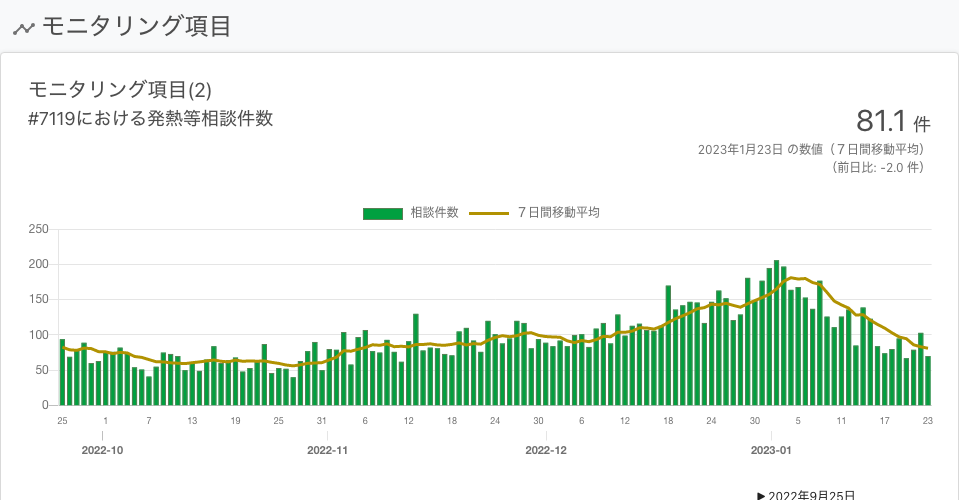 モニタリング項目
モニタリング項目(2)
#7119における発熱等相談件数
81.1 件
2023年1月23日 の数値（７日間移動平均）
（前日比: -2.0 件）
相談件数 ７日間移動平均
250
200
150
100
50
0
25 1 7 13 19 25 31 6 12 18 24 30 6 12 18 24 30 5 11 17 23
2022-10 2022-11 2022-12 2023-01
▶ 2022年9月25日